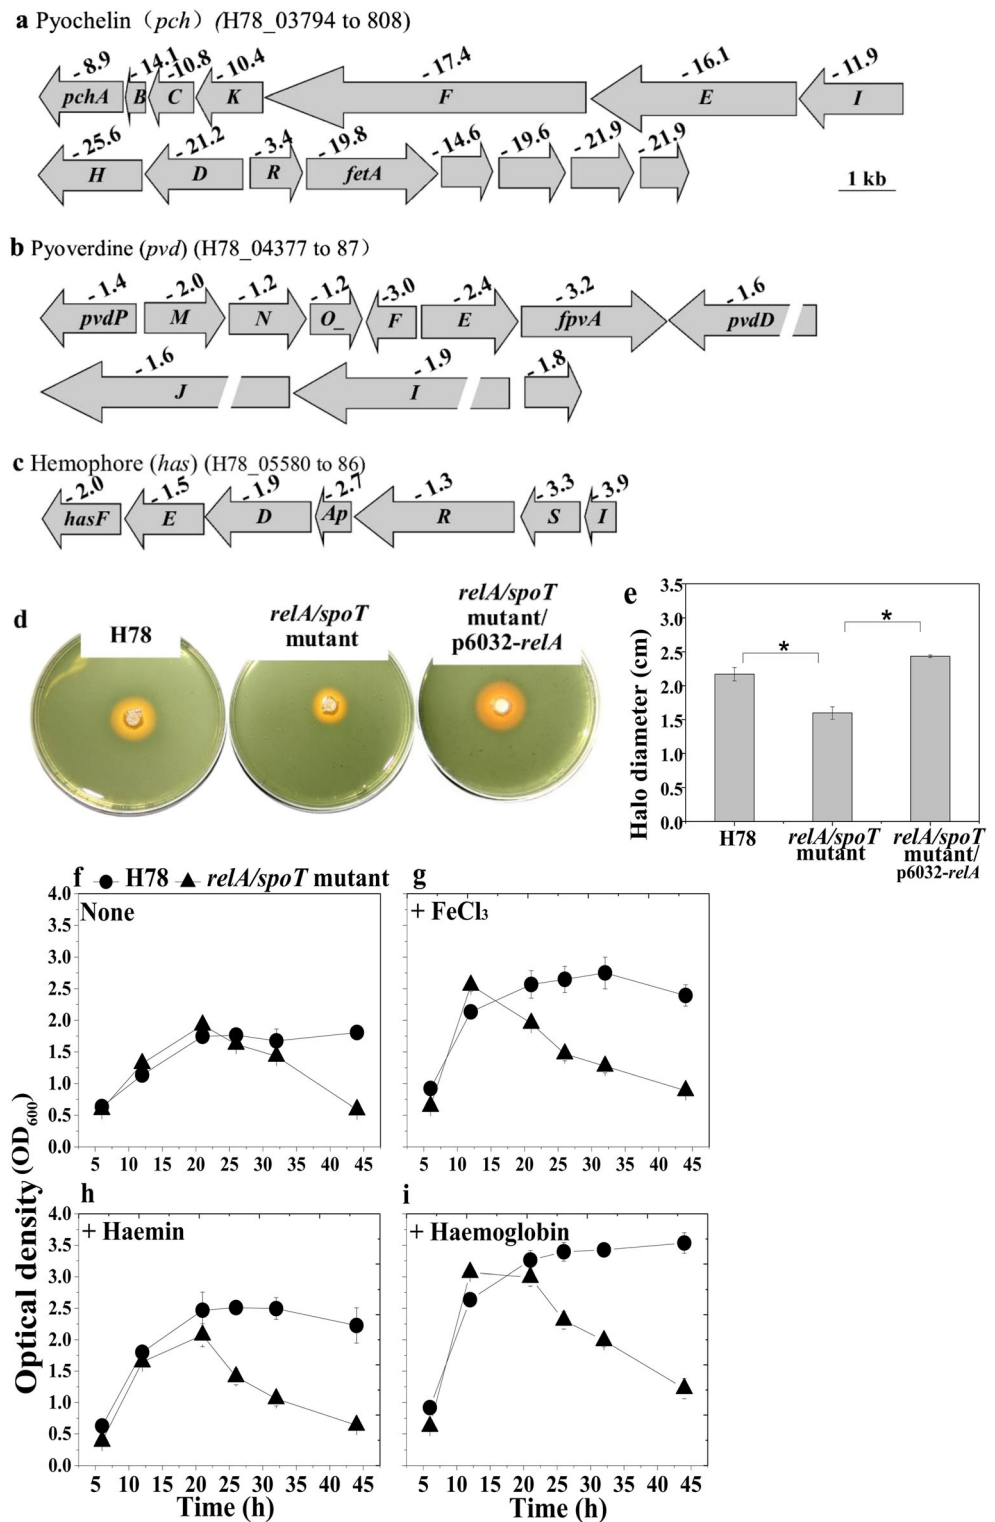 a Pyochelin（pch）(H78_03794 to 808)
- 8.9 - 14.1 - 10.8 - 10.4 - 17.4 - 16.1 - 11.9
pchA B C K F E I
- 25.6 - 21.2 - 3.4 - 19.8 - 14.6 - 19.6 - 21.9 - 21.9
H D R fetA
1 kb
b Pyoverdine (pvd) (H78_04377 to 87）
- 1.4 - 2.0 - 1.2 - 1.2 -3.0 - 2.4 - 3.2 - 1.6
pvdP M N O_ F E fpvA pvdD
- 1.6 - 1.9 - 1.8
J I
c Hemophore (has) (H78_05580 to 86)
- 2.0 - 1.5 - 1.9 - 2.7 - 1.3 - 3.3 - 3.9
hasF E D Ap R S I
d
H78
relA/spoT
mutant
relA/spoT
mutant/
p6032-relA
e
Halo diameter (cm)
3.5
3.0
2.5
2.0
1.5
1.0
0.5
0.0
* *
H78
relA/spoT
mutant
relA/spoT
mutant/
p6032-relA
f H78 relA/spoT mutant
None
4.0
3.5
3.0
2.5
2.0
1.5
1.0
0.5
0.0
5 10 15 20 25 30 35 40 45
g
+ FeCl₃
5 10 15 20 25 30 35 40 45
Optical density (OD₆₀₀)
h
+ Haemin
4.0
3.5
3.0
2.5
2.0
1.5
1.0
0.5
0.0
5 10 15 20 25 30 35 40 45
Time (h)
i
+ Haemoglobin
5 10 15 20 25 30 35 40 45
Time (h)